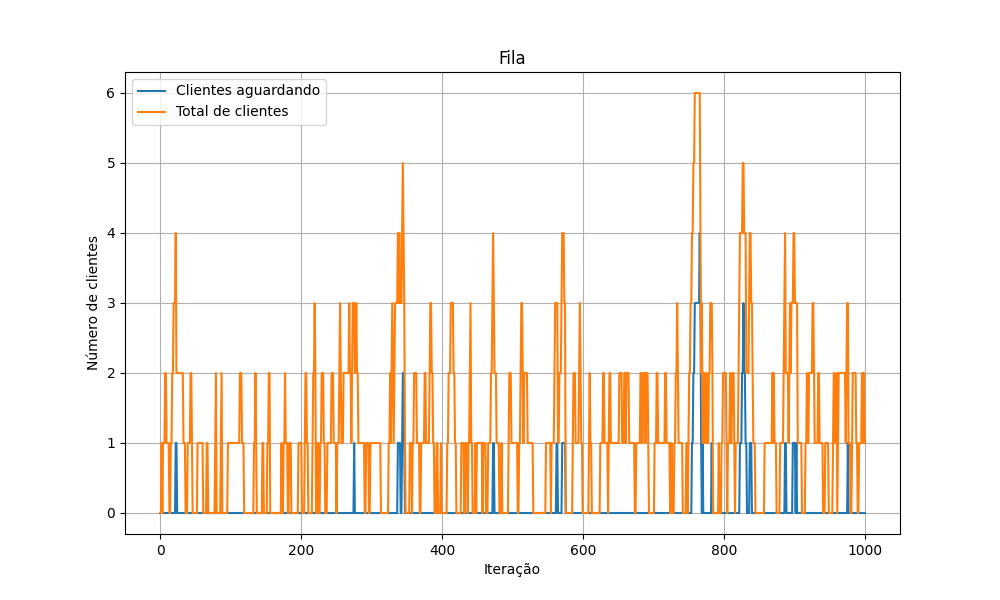 Fila
Clientes aguardando
Total de clientes
Número de clientes
6
5
4
3
2
1
0
0 200 400 600 800 1000
Iteração